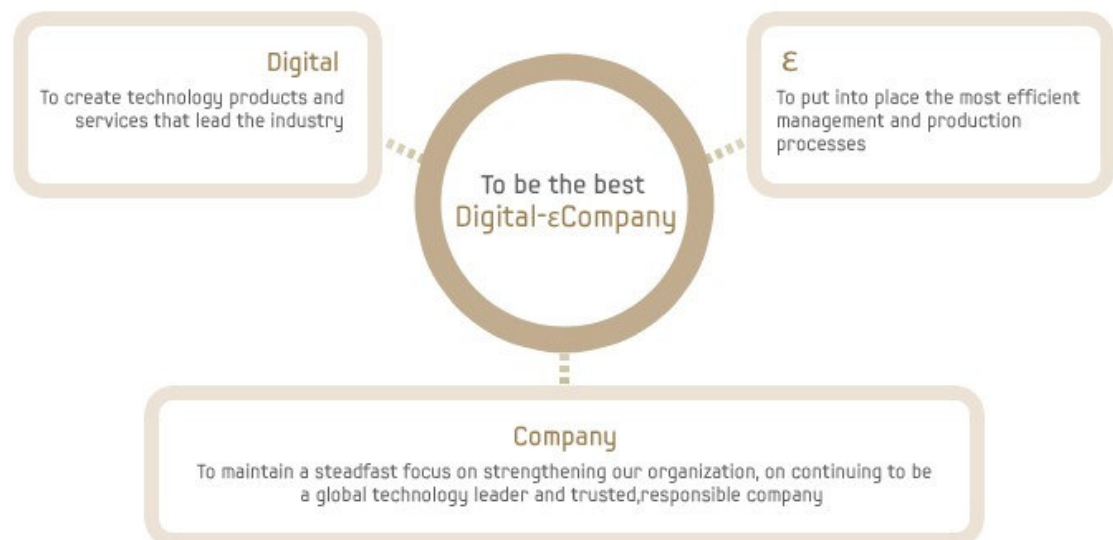 Digital
To create technology products and
services that lead the industry
ε
To put into place the most efficient
management and production
processes
To be the best
Digital-εCompany
Company
To maintain a steadfast focus on strengthening our organization, on continuing to be
a global technology leader and trusted,responsible company